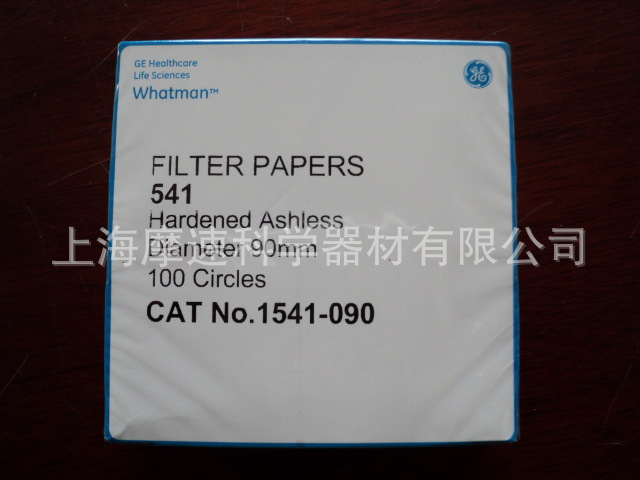 GE Healthcare
Life Sciences
Whatman™
FILTER PAPERS
541
Hardened Ashless
上海摩速科学器材有限公司
Diameter 90mm
100 Circles
CAT No.1541-090